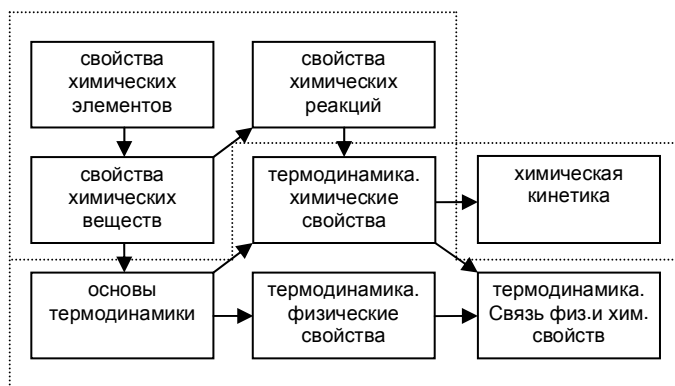 свойства
химических
элементов
свойства
химических
реакций
свойства
химических
веществ
термодинамика.
химические
свойства
химическая
кинетика
основы
термодинамики
термодинамика.
физические
свойства
термодинамика.
Связь физ.и хим.
свойств